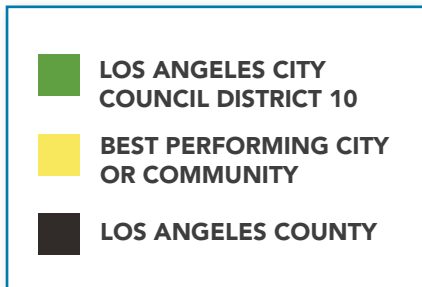 LOS ANGELES CITY
COUNCIL DISTRICT 10
BEST PERFORMING CITY
OR COMMUNITY
LOS ANGELES COUNTY